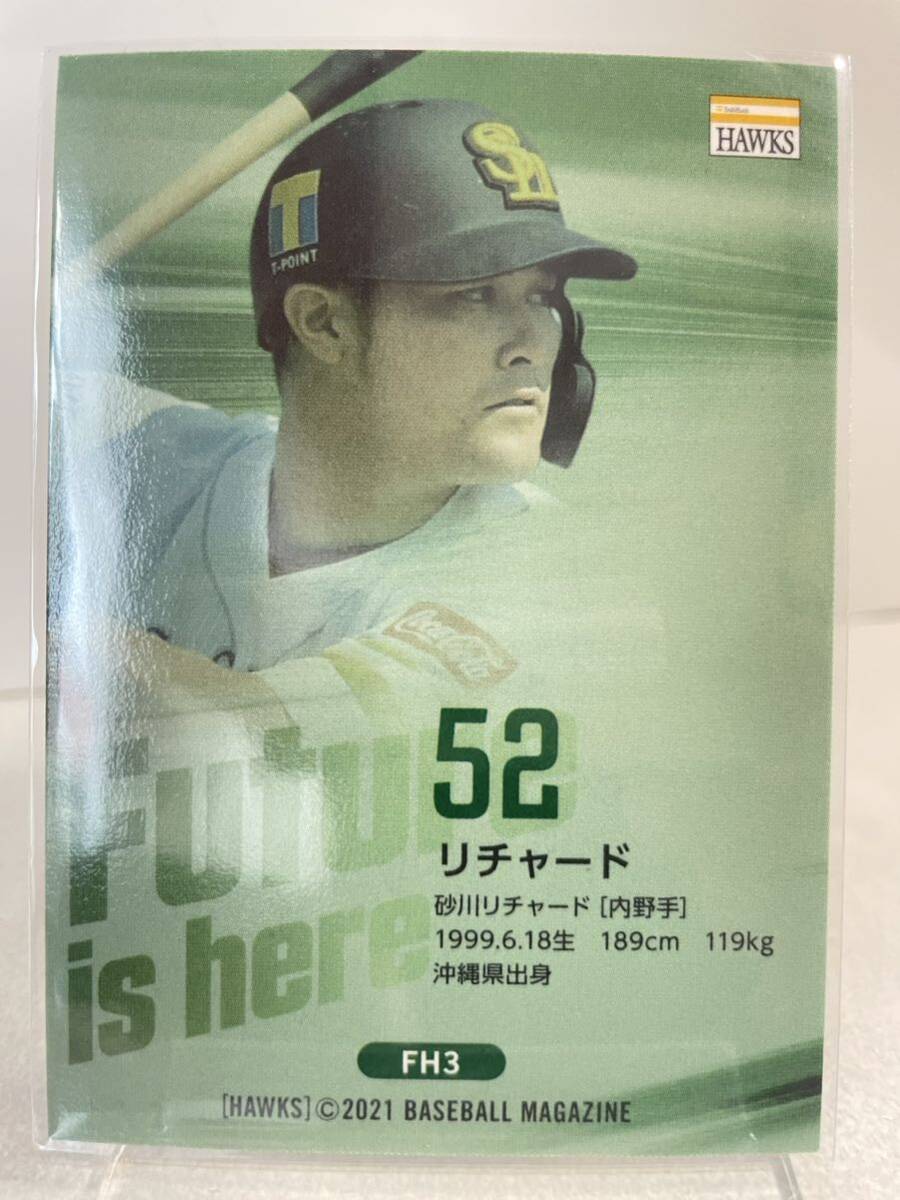 SoftBank
HAWKS
SH
T
T-POINT
Coca-Cola
Future
is here
52
リチャード
砂川リチャード [内野手]
1999.6.18生 189cm 119kg
沖縄県出身
FH3
[HAWKS]©2021 BASEBALL MAGAZINE